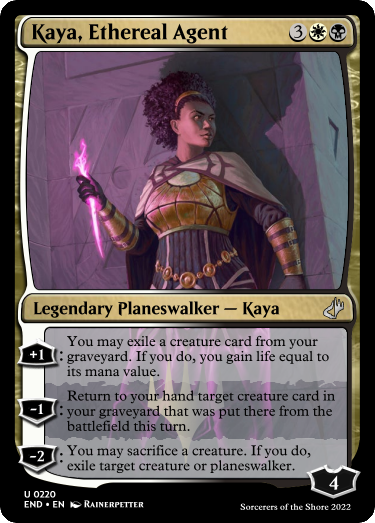 Kaya, Ethereal Agent 3
Legendary Planeswalker — Kaya
+1: You may exile a creature card from your
graveyard. If you do, you gain life equal to
its mana value.
-1: Return to your hand target creature card in
your graveyard that was put there from the
battlefield this turn.
-2: You may sacrifice a creature. If you do,
exile target creature or planeswalker.
4
U 0220
END • EN Rainerpetter
Sorcerers of the Shore 2022